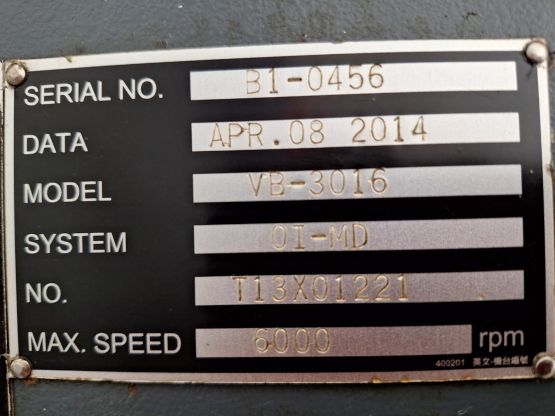 SERIAL NO. B1-0456
DATA APR.08 2014
MODEL VB-3016
SYSTEM OI-MD
NO. T13X01221
MAX. SPEED 6000 rpm
400201 英文-機台編號